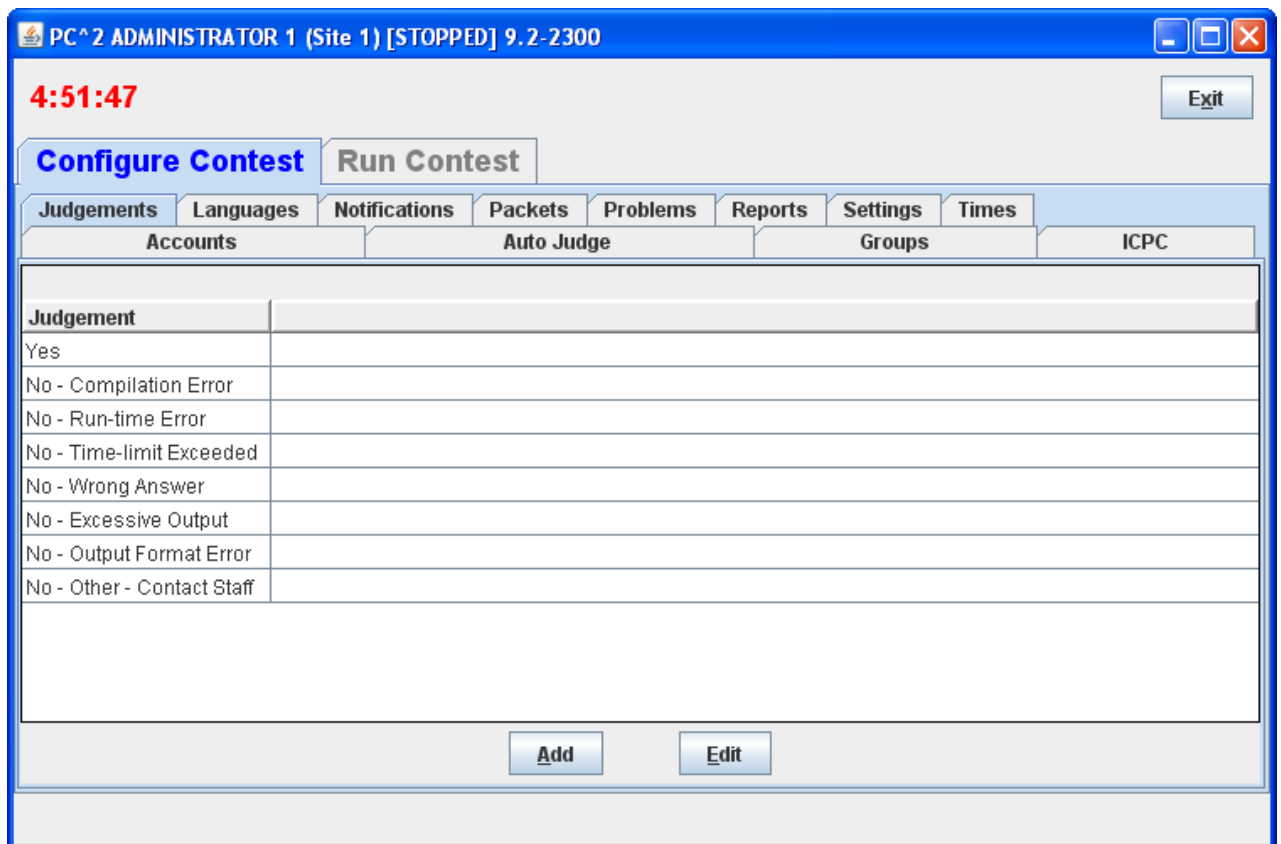 PC^2 ADMINISTRATOR 1 (Site 1) [STOPPED] 9.2-2300
4:51:47 Exit
Configure Contest Run Contest
Judgements Languages Notifications Packets Problems Reports Settings Times
Accounts Auto Judge Groups ICPC
Judgement
Yes
No - Compilation Error
No - Run-time Error
No - Time-limit Exceeded
No - Wrong Answer
No - Excessive Output
No - Output Format Error
No - Other - Contact Staff
Add Edit